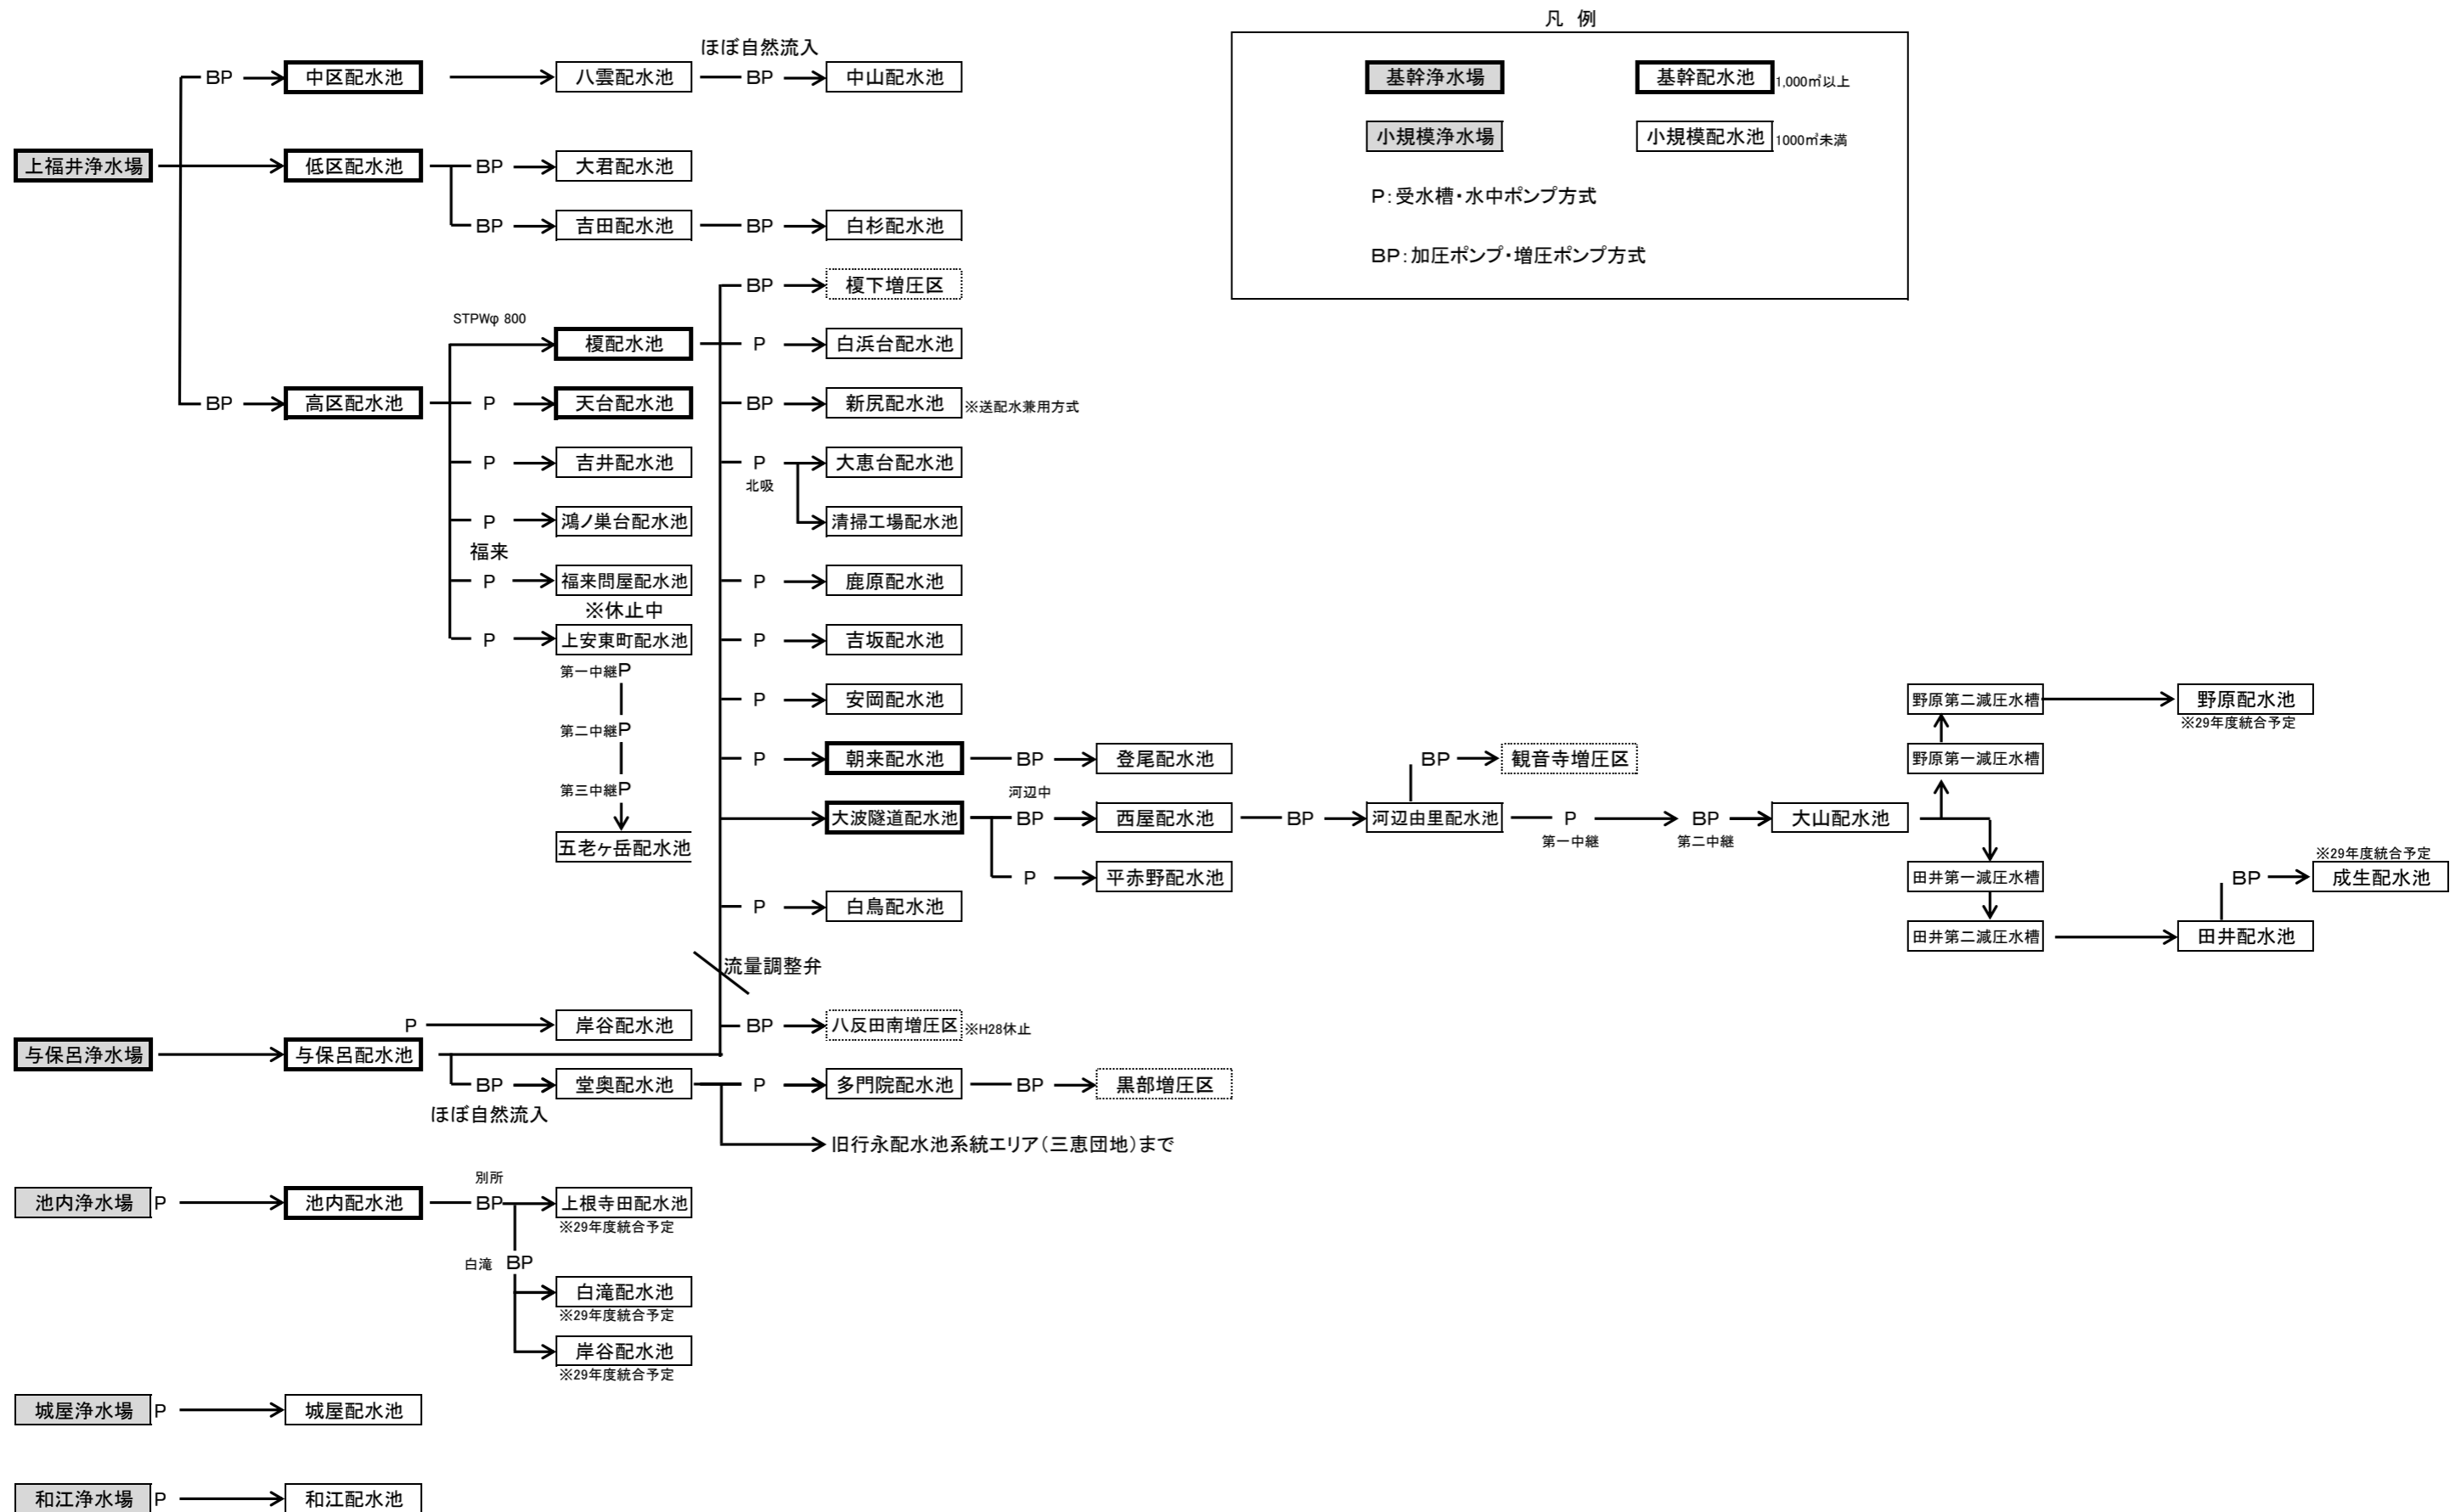 凡 例
ほぼ自然流入
BP 中区配水池 八雲配水池 BP 中山配水池
基幹浄水場 基幹配水池 1,000㎥以上
小規模浄水場 小規模配水池 1000㎥未満
上福井浄水場 低区配水池 BP 大君配水池
P:受水槽・水中ポンプ方式
BP 吉田配水池 BP 白杉配水池
BP:加圧ポンプ・増圧ポンプ方式
BP 榎下増圧区
STPWφ 800
榎配水池 P 白浜台配水池
BP 高区配水池 P 天台配水池 BP 新尻配水池 ※送配水兼用方式
P 吉井配水池 P 大恵台配水池
北吸
P 鴻ノ巣台配水池 清掃工場配水池
福来
P 福来問屋配水池 P 鹿原配水池
※休止中
P 上安東町配水池 P 吉坂配水池
第一中継P
P 安岡配水池 野原第二減圧水槽 野原配水池
※29年度統合予定
第二中継P
P 朝来配水池 BP 登尾配水池 BP 観音寺増圧区 野原第一減圧水槽
第三中継P
河辺中
大波隧道配水池 BP 西屋配水池 BP 河辺由里配水池 P BP 大山配水池
第一中継 第二中継
五老ヶ岳配水池
※29年度統合予定
P 平赤野配水池 田井第一減圧水槽 BP 成生配水池
P 白鳥配水池
田井第二減圧水槽 田井配水池
流量調整弁
P 岸谷配水池 BP 八反田南増圧区 ※H28休止
与保呂浄水場 与保呂配水池
BP 堂奥配水池 P 多門院配水池 BP 黒部増圧区
ほぼ自然流入
旧行永配水池系統エリア(三恵団地)まで
別所
池内浄水場 P 池内配水池 BP 上根寺田配水池
※29年度統合予定
白滝 BP
白滝配水池
※29年度統合予定
岸谷配水池
※29年度統合予定
城屋浄水場 P 城屋配水池
和江浄水場 P 和江配水池